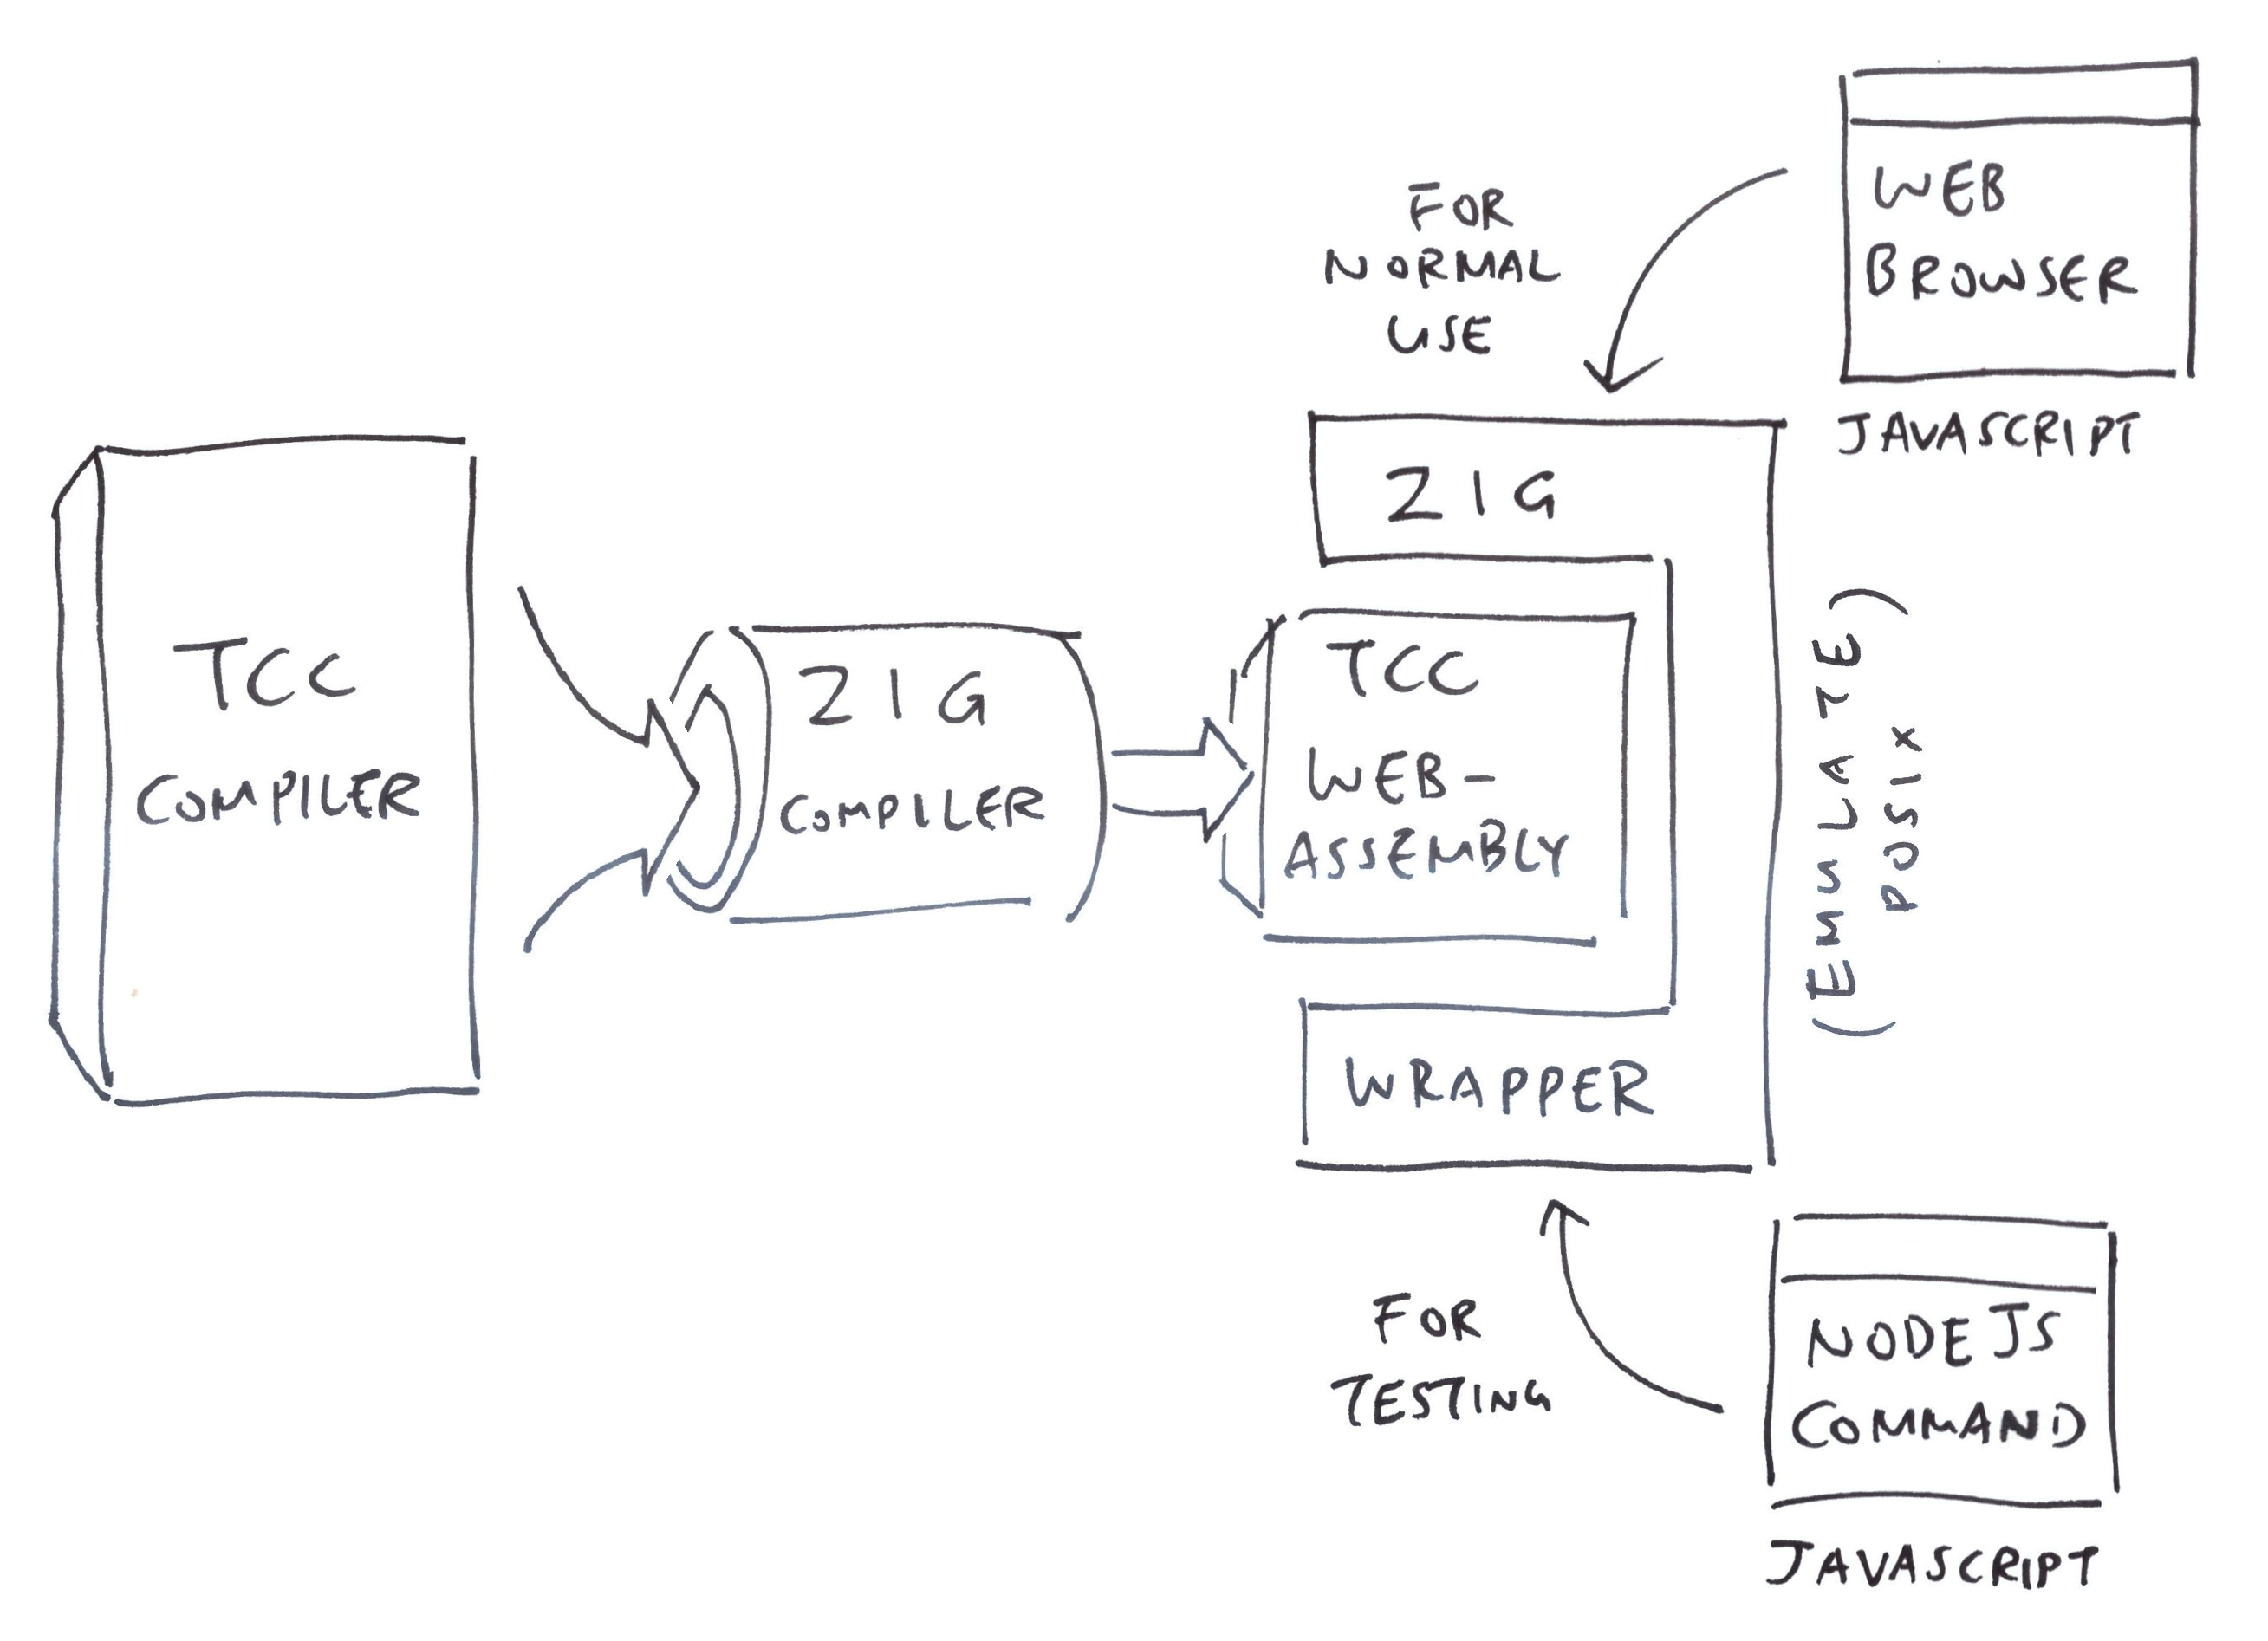 TCC
COMPILER
ZIG
COMPILER
TCC
WEB-
ASSEMBLY
ZIG
WRAPPER
(EMULATE)
POSIX
FOR
NORMAL
USE
WEB
BROWSER
JAVASCRIPT
FOR
TESTING
NODEJS
COMMAND
JAVASCRIPT